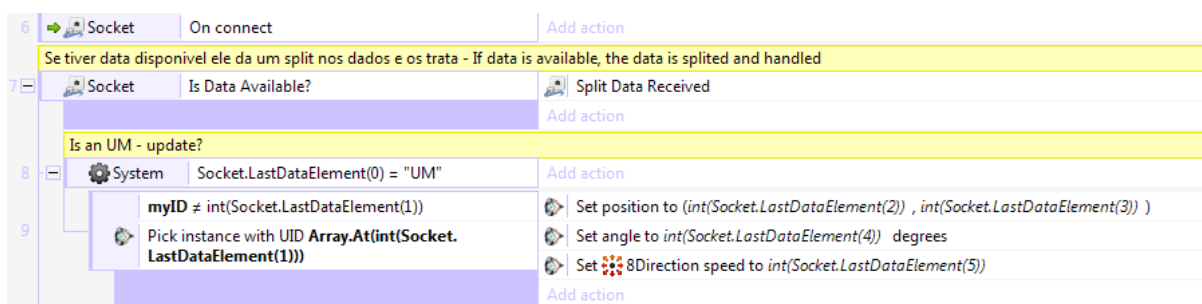 6 Socket On connect Add action
Se tiver data disponivel ele da um split nos dados e os trata - If data is available, the data is splited and handled
7 Socket Is Data Available? Split Data Received
Add action
Is an UM - update?
8 System Socket.LastDataElement(0) = "UM" Add action
myID ≠ int(Socket.LastDataElement(1)) Set position to (int(Socket.LastDataElement(2)) , int(Socket.LastDataElement(3)) )
9 Pick instance with UID Array.At(int(Socket. Set angle to int(Socket.LastDataElement(4)) degrees
LastDataElement(1)))
Set 8Direction speed to int(Socket.LastDataElement(5))
Add action